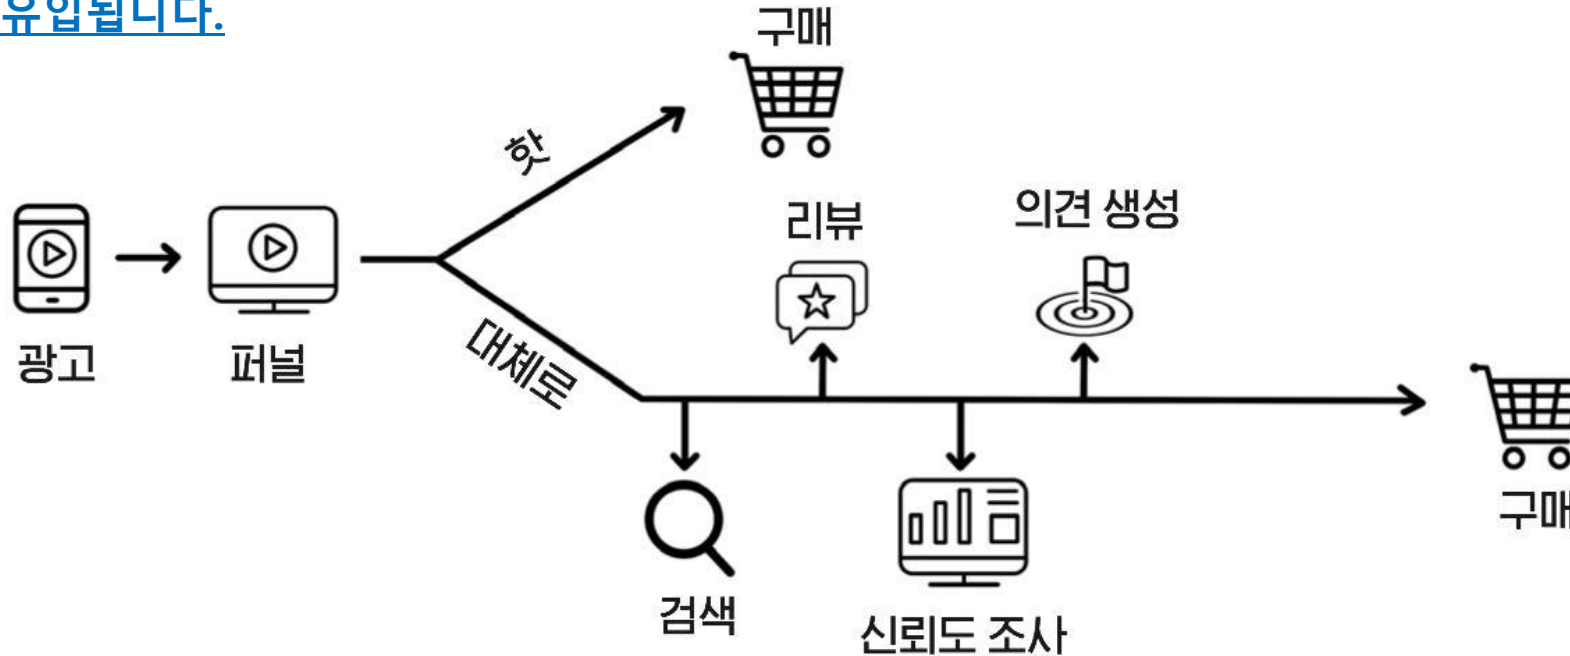 유입됩니다.
구매
핫
리뷰
의견 생성
광고
퍼널
대체로
구매
검색
신뢰도 조사